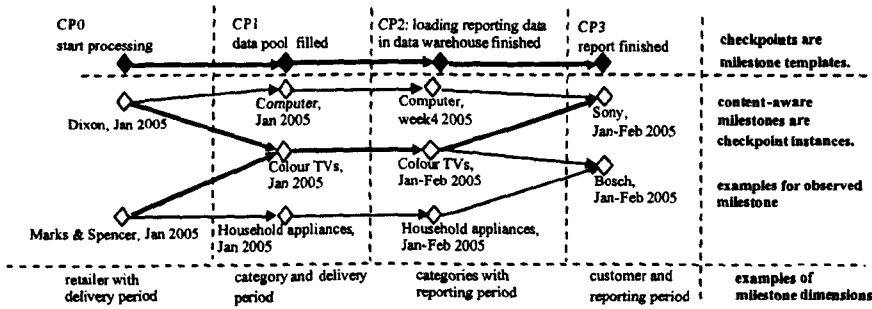 CP0
start processing
CP1
data pool filled
CP2: loading reporting data
in data warehouse finished
CP3
report finished
checkpoints are
milestone templates.
Dixon, Jan 2005
Computer,
Jan 2005
Computer,
week4 2005
Sony,
Jan-Feb 2005
content-aware
milestones are
checkpoint instances.
Colour TVs,
Jan 2005
Colour TVs,
Jan-Feb 2005
Bosch,
Jan-Feb 2005
examples for observed
milestone
Marks & Spencer, Jan 2005
Household appliances,
Jan 2005
Household appliances,
Jan-Feb 2005
retailer with
delivery period
category and delivery
period
categories with
reporting period
customer and
reporting period
examples of
milestone dimensions